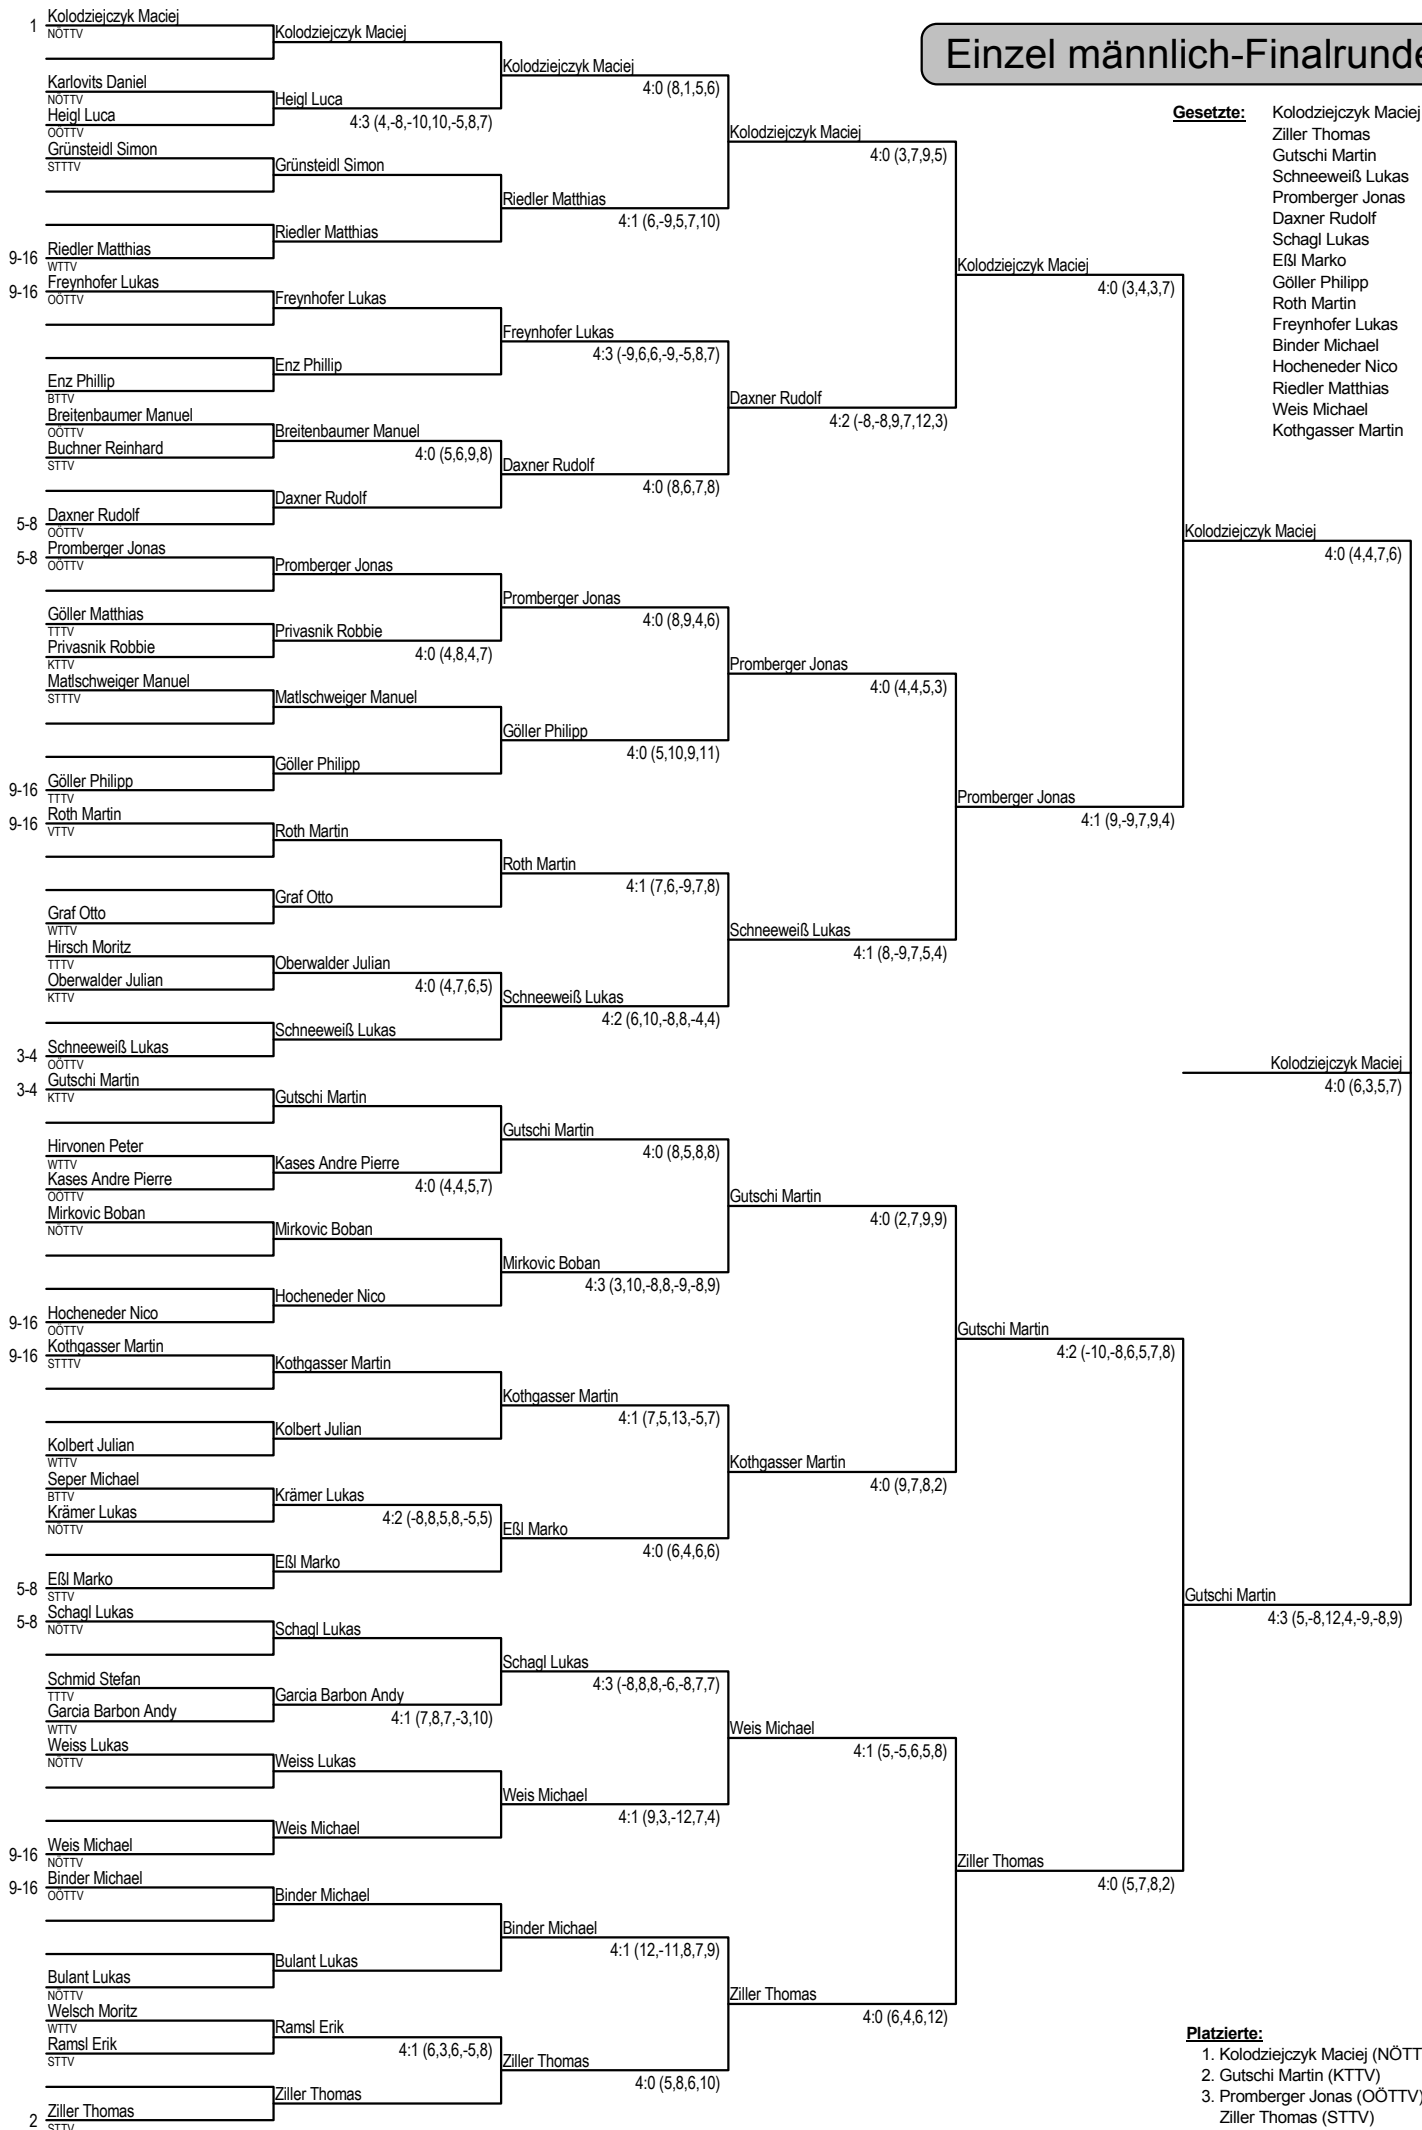 Einzel männlich-Finalrunde
Gesetzte: Kolodziejczyk Maciej
Ziller Thomas
Gutschi Martin
Schneeweiß Lukas
Promberger Jonas
Daxner Rudolf
Schagl Lukas
Eßl Marko
Göller Philipp
Roth Martin
Freynhofer Lukas
Binder Michael
Hocheneder Nico
Riedler Matthias
Weis Michael
Kothgasser Martin
1 Kolodziejczyk Maciej
NÖTTV
Karlovits Daniel
NÖTTV
Heigl Luca
OÖTTV
Grünsteidl Simon
STTTV
9-16 Riedler Matthias
WTTV
9-16 Freynhofer Lukas
OÖTTV
Enz Phillip
BTTV
Breitenbaumer Manuel
OÖTTV
Buchner Reinhard
STTV
5-8 Daxner Rudolf
OÖTTV
5-8 Promberger Jonas
OÖTTV
Göller Matthias
TTTV
Privasnik Robbie
KTTV
Matlschweiger Manuel
STTTV
9-16 Göller Philipp
TTTV
9-16 Roth Martin
VTTV
Graf Otto
WTTV
Hirsch Moritz
TTTV
Oberwalder Julian
KTTV
3-4 Schneeweiß Lukas
OÖTTV
3-4 Gutschi Martin
KTTV
Hirvonen Peter
WTTV
Kases Andre Pierre
OÖTTV
Mirkovic Boban
NÖTTV
9-16 Hocheneder Nico
OÖTTV
9-16 Kothgasser Martin
STTTV
Kolbert Julian
WTTV
Seper Michael
BTTV
Krämer Lukas
NÖTTV
5-8 Eßl Marko
STTV
5-8 Schagl Lukas
NÖTTV
Schmid Stefan
TTTV
Garcia Barbon Andy
WTTV
Weiss Lukas
NÖTTV
9-16 Weis Michael
NÖTTV
9-16 Binder Michael
OÖTTV
Bulant Lukas
NÖTTV
Welsch Moritz
WTTV
Ramsl Erik
STTV
2 Ziller Thomas
STTV
Kolodziejczyk Maciej
Heigl Luca
4:3 (4,-8,-10,10,-5,8,7)
Grünsteidl Simon
Riedler Matthias
Freynhofer Lukas
Enz Phillip
Breitenbaumer Manuel
4:0 (5,6,9,8)
Daxner Rudolf
Promberger Jonas
Privasnik Robbie
4:0 (4,8,4,7)
Matlschweiger Manuel
Göller Philipp
Roth Martin
Graf Otto
Oberwalder Julian
4:0 (4,7,6,5)
Schneeweiß Lukas
Gutschi Martin
Kases Andre Pierre
4:0 (4,4,5,7)
Mirkovic Boban
Hocheneder Nico
Kothgasser Martin
Kolbert Julian
Krämer Lukas
4:2 (-8,8,5,8,-5,5)
Eßl Marko
Schagl Lukas
Garcia Barbon Andy
4:1 (7,8,7,-3,10)
Weiss Lukas
Weis Michael
Binder Michael
Bulant Lukas
Ramsl Erik
4:1 (6,3,6,-5,8)
Ziller Thomas
Kolodziejczyk Maciej
4:0 (8,1,5,6)
Riedler Matthias
4:1 (6,-9,5,7,10)
Freynhofer Lukas
4:3 (-9,6,6,-9,-5,8,7)
Daxner Rudolf
4:0 (8,6,7,8)
Promberger Jonas
4:0 (8,9,4,6)
Göller Philipp
4:0 (5,10,9,11)
Roth Martin
4:1 (7,6,-9,7,8)
Schneeweiß Lukas
4:2 (6,10,-8,8,-4,4)
Gutschi Martin
4:0 (8,5,8,8)
Mirkovic Boban
4:3 (3,10,-8,8,-9,-8,9)
Kothgasser Martin
4:1 (7,5,13,-5,7)
Eßl Marko
4:0 (6,4,6,6)
Schagl Lukas
4:3 (-8,8,8,-6,-8,7,7)
Weis Michael
4:1 (9,3,-12,7,4)
Binder Michael
4:1 (12,-11,8,7,9)
Ziller Thomas
4:0 (5,8,6,10)
Kolodziejczyk Maciej
4:0 (3,7,9,5)
Daxner Rudolf
4:2 (-8,-8,9,7,12,3)
Promberger Jonas
4:0 (4,4,5,3)
Schneeweiß Lukas
4:1 (8,-9,7,5,4)
Gutschi Martin
4:0 (2,7,9,9)
Kothgasser Martin
4:0 (9,7,8,2)
Weis Michael
4:1 (5,-5,6,5,8)
Ziller Thomas
4:0 (6,4,6,12)
Kolodziejczyk Maciej
4:0 (3,4,3,7)
Promberger Jonas
4:1 (9,-9,7,9,4)
Gutschi Martin
4:2 (-10,-8,6,5,7,8)
Ziller Thomas
4:0 (5,7,8,2)
Kolodziejczyk Maciej
4:0 (4,4,7,6)
Gutschi Martin
4:3 (5,-8,12,4,-9,-8,9)
Kolodziejczyk Maciej
4:0 (6,3,5,7)
Platzierte:
1. Kolodziejczyk Maciej (NÖTT
2. Gutschi Martin (KTTV)
3. Promberger Jonas (OÖTTV)
Ziller Thomas (STTV)